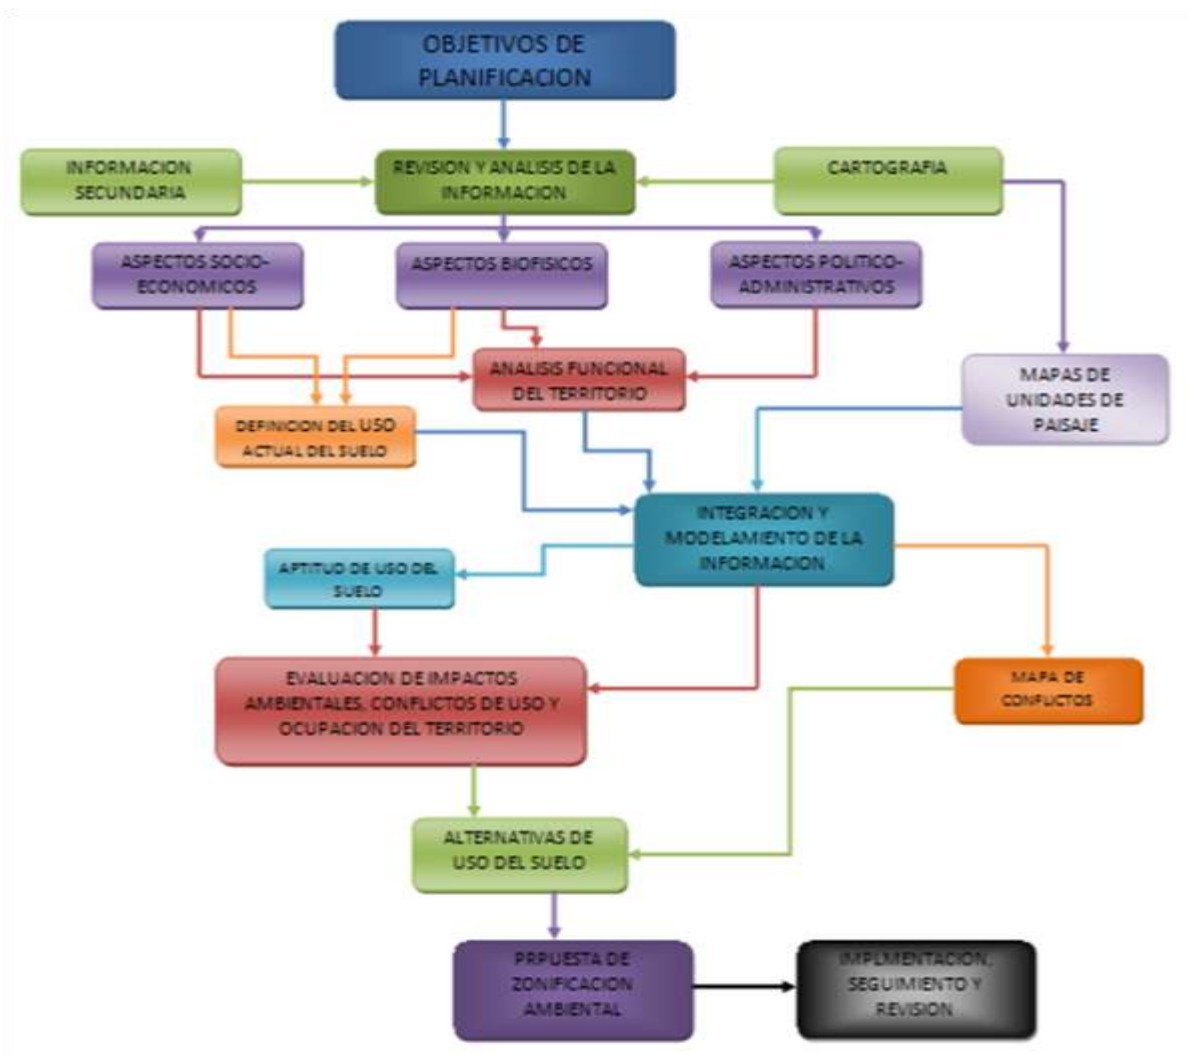 OBJETIVOS DE
PLANIFICACION
INFORMACION
SECUNDARIA
REVISION Y ANALISIS DE LA
INFORMACION
CARTOGRAFIA
ASPECTOS SOCIO-
ECONOMICOS
ASPECTOS BIOFISICOS
ASPECTOS POLITICO-
ADMINISTRATIVOS
ANALISIS FUNCIONAL
DEL TERRITORIO
MAPAS DE
UNIDADES DE
PAISAJE
DEFINICION DEL USO
ACTUAL DEL SUELO
INTEGRACION Y
MODELAMIENTO DE LA
INFORMACION
APTITUD DE USO DEL
SUELO
EVALUACION DE IMPACTOS
AMBIENTALES, CONFLICTOS DE USO Y
OCUPACION DEL TERRITORIO
MAPA DE
CONFLICTOS
ALTERNATIVAS DE
USO DEL SUELO
PRPUESTA DE
ZONIFICACION
AMBIENTAL
IMPLMENTACION,
SEGUIMIENTO Y
REVISION